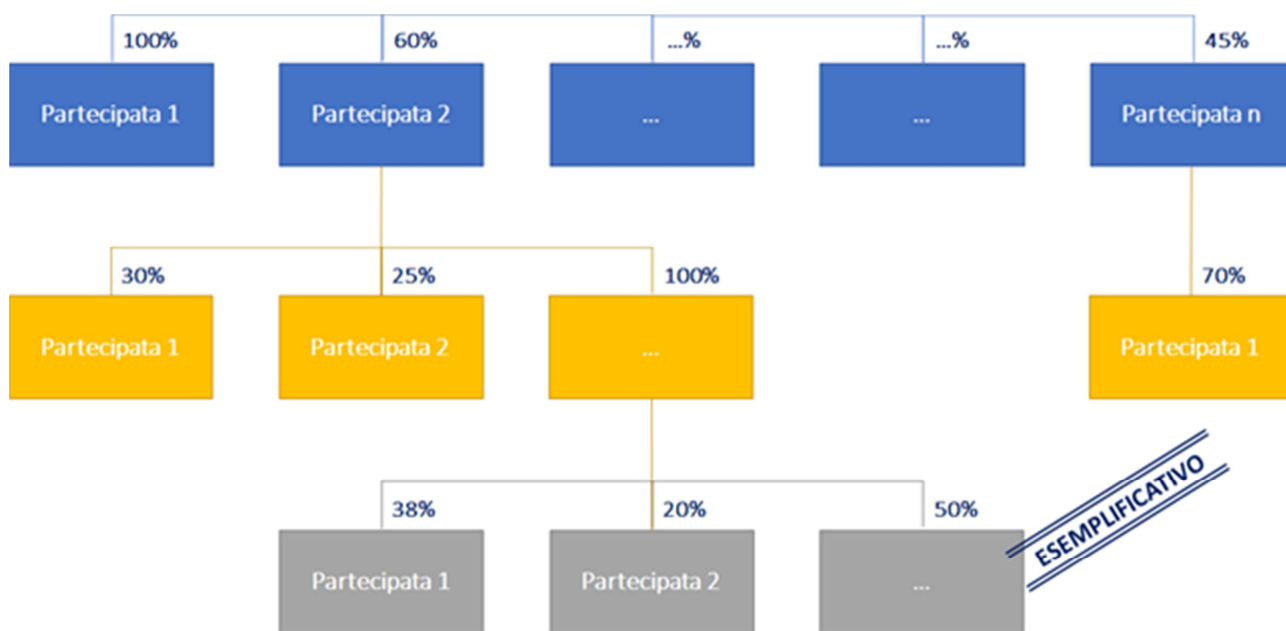 100%
60%
...%
...%
45%
Partecipata 1
Partecipata 2
...
...
Partecipata n
30%
25%
100%
70%
Partecipata 1
Partecipata 2
...
Partecipata 1
ESEMPLIFICATIVO
38%
20%
50%
Partecipata 1
Partecipata 2
...